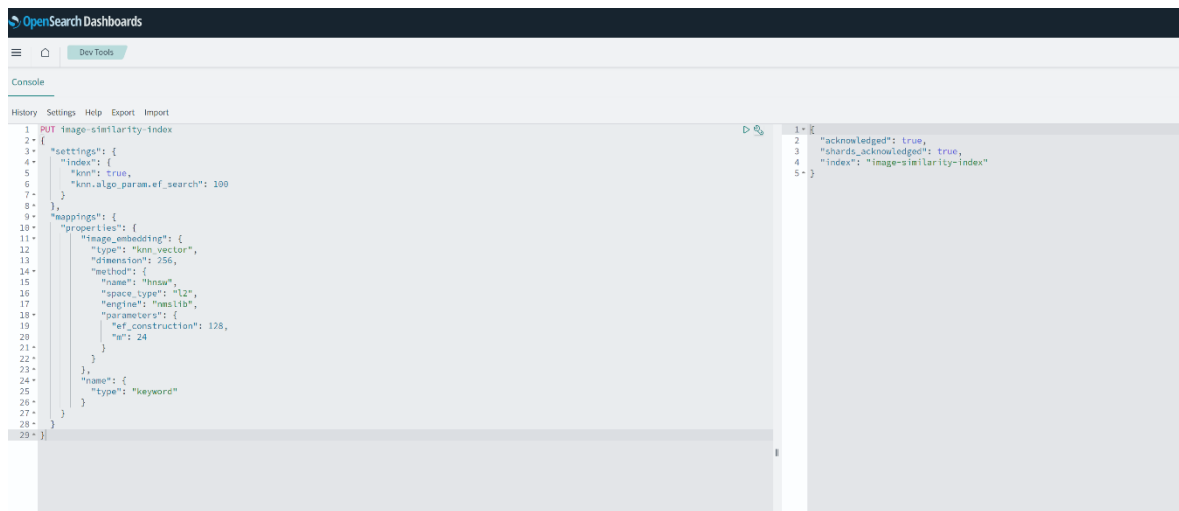 OpenSearch Dashboards
Dev Tools
Console
History Settings Help Export Import
1 PUT image-similarity-index
2 {
3 "settings": {
4 "index": {
5 "knn": true,
6 "knn.algo_param.ef_search": 100
7 }
8 },
9 "mappings": {
10 "properties": {
11 "image_embedding": {
12 "type": "knn_vector",
13 "dimension": 256,
14 "method": {
15 "name": "hnsw",
16 "space_type": "l2",
17 "engine": "nmslib",
18 "parameters": {
19 "ef_construction": 128,
20 "m": 24
21 }
22 }
23 },
24 "name": {
25 "type": "keyword"
26 }
27 }
28 }
29 }
1 {
2 "acknowledged": true,
3 "shards_acknowledged": true,
4 "index": "image-similarity-index"
5 }